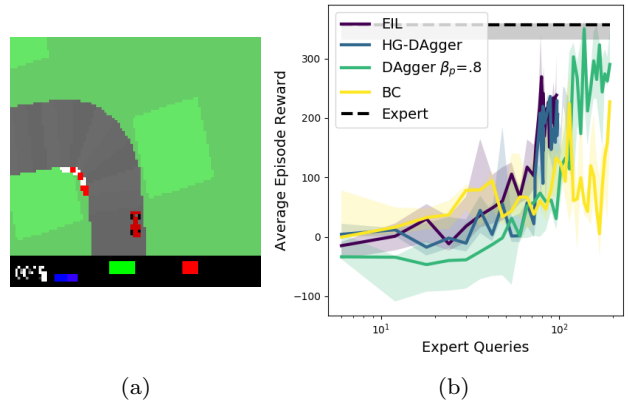 EIL
HG-DAgger
DAgger βp=.8
BC
Expert
Average Episode Reward
300
200
100
0
−100
10¹
10²
Expert Queries
(a)
(b)